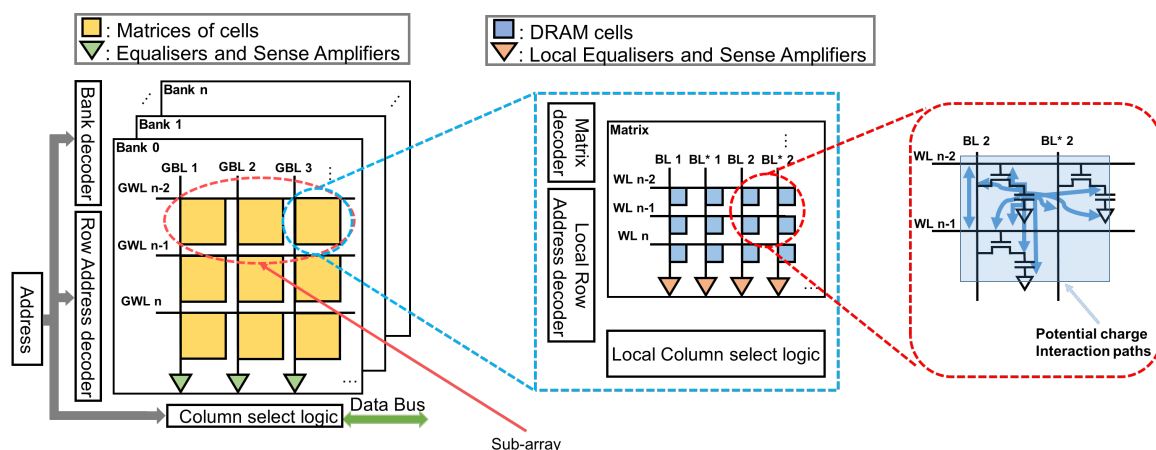 : Matrices of cells
: Equalisers and Sense Amplifiers
: DRAM cells
: Local Equalisers and Sense Amplifiers
Address
Bank decoder
Row Address decoder
Bank n
Bank 1
Bank 0
GBL 1
GBL 2
GBL 3
GWL n-2
GWL n-1
GWL n
...
Column select logic
Data Bus
Sub-array
Matrix decoder
Local Row
Address decoder
Matrix
BL 1
BL* 1
BL 2
BL* 2
WL n-2
WL n-1
WL n
...
Local Column select logic
BL 2
BL* 2
WL n-2
WL n-1
Potential charge
Interaction paths